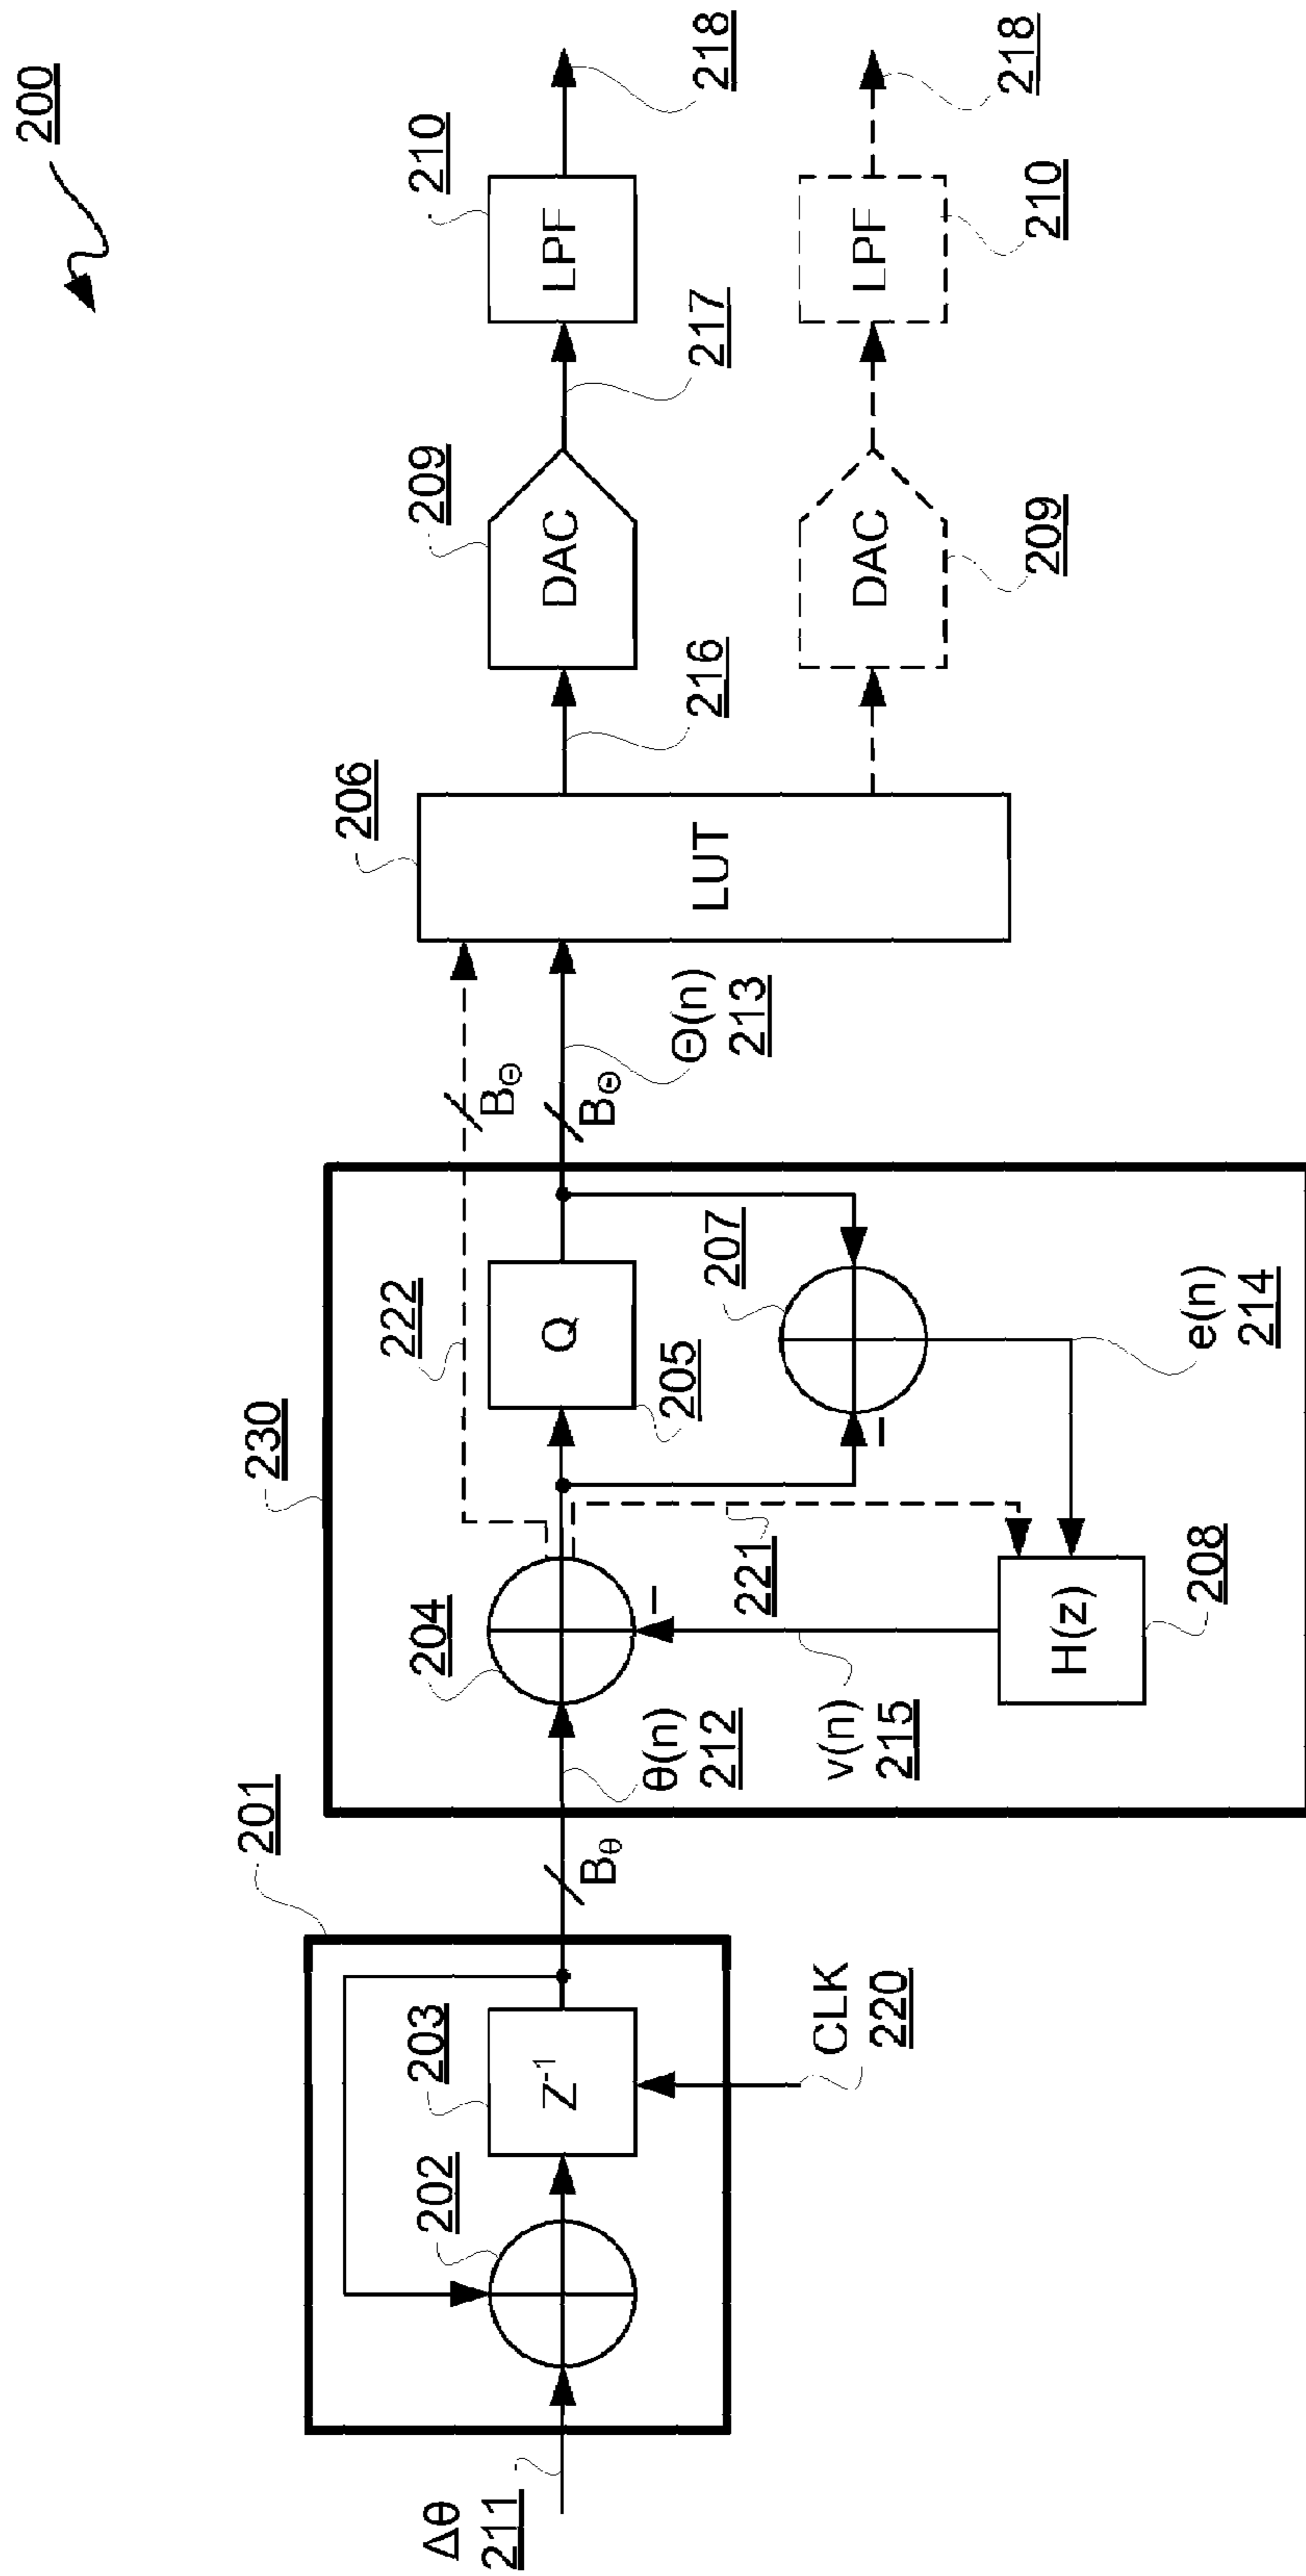 200
Δθ
211
201
202
203
Z⁻¹
CLK
220
Bθ
θ(n)
212
230
204
222
Q
205
207
–
–
221
v(n)
215
H(z)
208
e(n)
214
BΘ
BΘ
Θ(n)
213
206
LUT
216
209
DAC
217
210
LPF
218
DAC
209
LPF
210
218